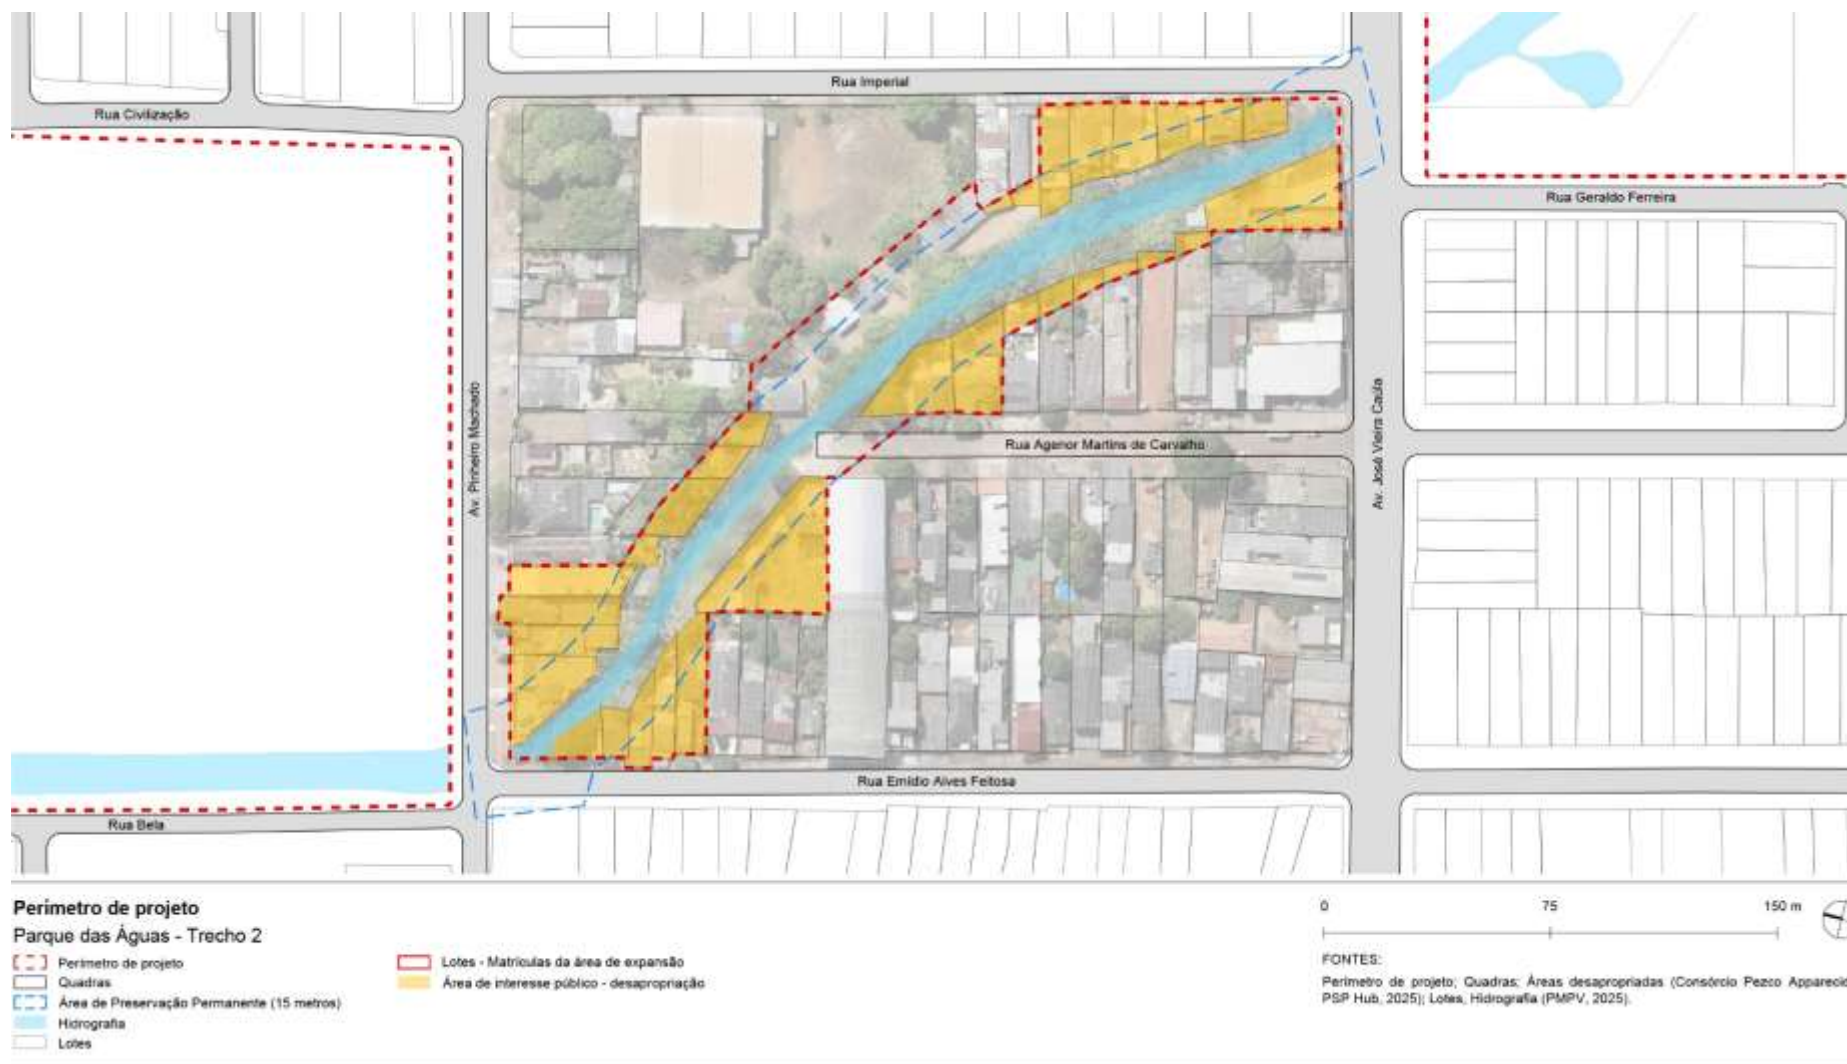 Rua Imperial
Rua Civilização
Rua Geraldo Ferreira
Av. Pinheiro Machado
Rua Agenor Martins de Carvalho
Av. José Vieira Caúla
Rua Emídio Alves Feitosa
Rua Bela
Perímetro de projeto
Parque das Águas - Trecho 2
Perímetro de projeto
Quadras
Área de Preservação Permanente (15 metros)
Hidrografia
Lotes
Lotes - Matrículas da área de expansão
Área de interesse público - desapropriação
0 75 150 m
FONTES:
Perímetro de projeto; Quadras; Áreas desapropriadas (Consórcio Pezco Apparecid
PSP Hub, 2025); Lotes, Hidrografia (PMPV, 2025).